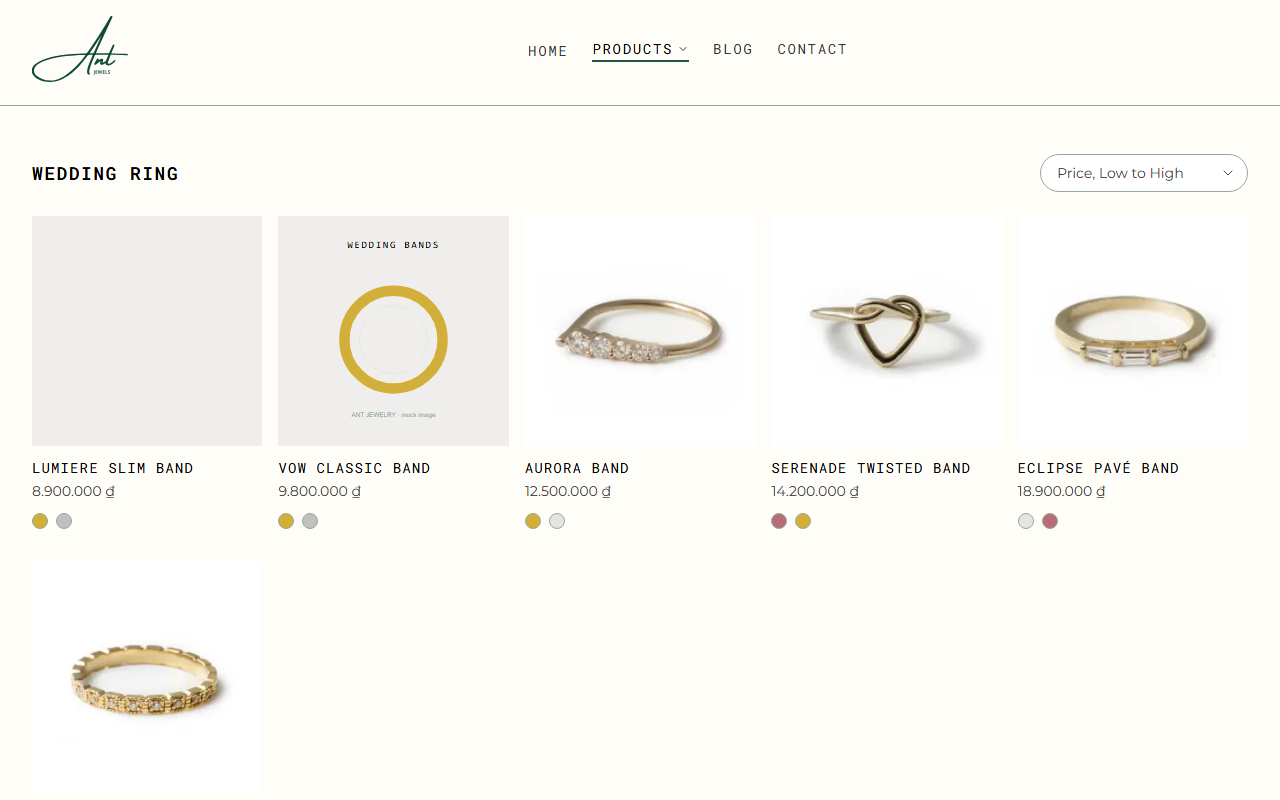 Ant
JEWELS
HOME
PRODUCTS
BLOG
CONTACT
WEDDING RING
Price, Low to High
WEDDING BANDS
ANT JEWELRY · mock image
LUMIERE SLIM BAND
8.900.000 ₫
VOW CLASSIC BAND
9.800.000 ₫
AURORA BAND
12.500.000 ₫
SERENADE TWISTED BAND
14.200.000 ₫
ECLIPSE PAVÉ BAND
18.900.000 ₫